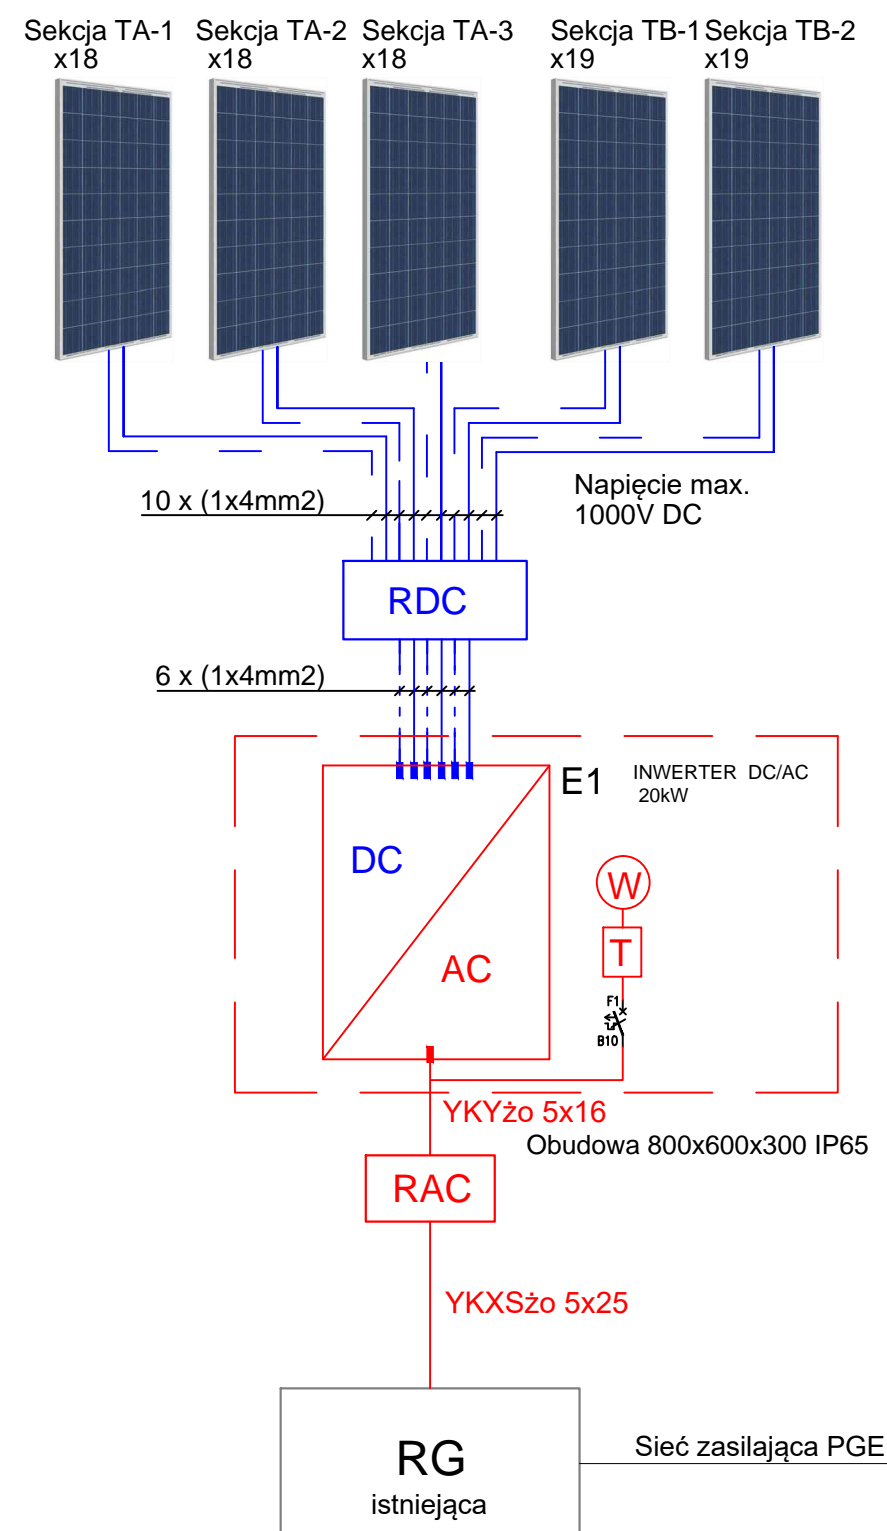 Sekcja TA-1
x18
Sekcja TA-2
x18
Sekcja TA-3
x18
Sekcja TB-1
x19
Sekcja TB-2
x19
10 x (1x4mm2)
Napięcie max.
1000V DC
RDC
6 x (1x4mm2)
E1
INWERTER DC/AC
20kW
DC
AC
W
T
F1
B10
YKYżo 5x16
Obudowa 800x600x300 IP65
RAC
YKXSżo 5x25
RG
istniejąca
Sieć zasilająca PGE